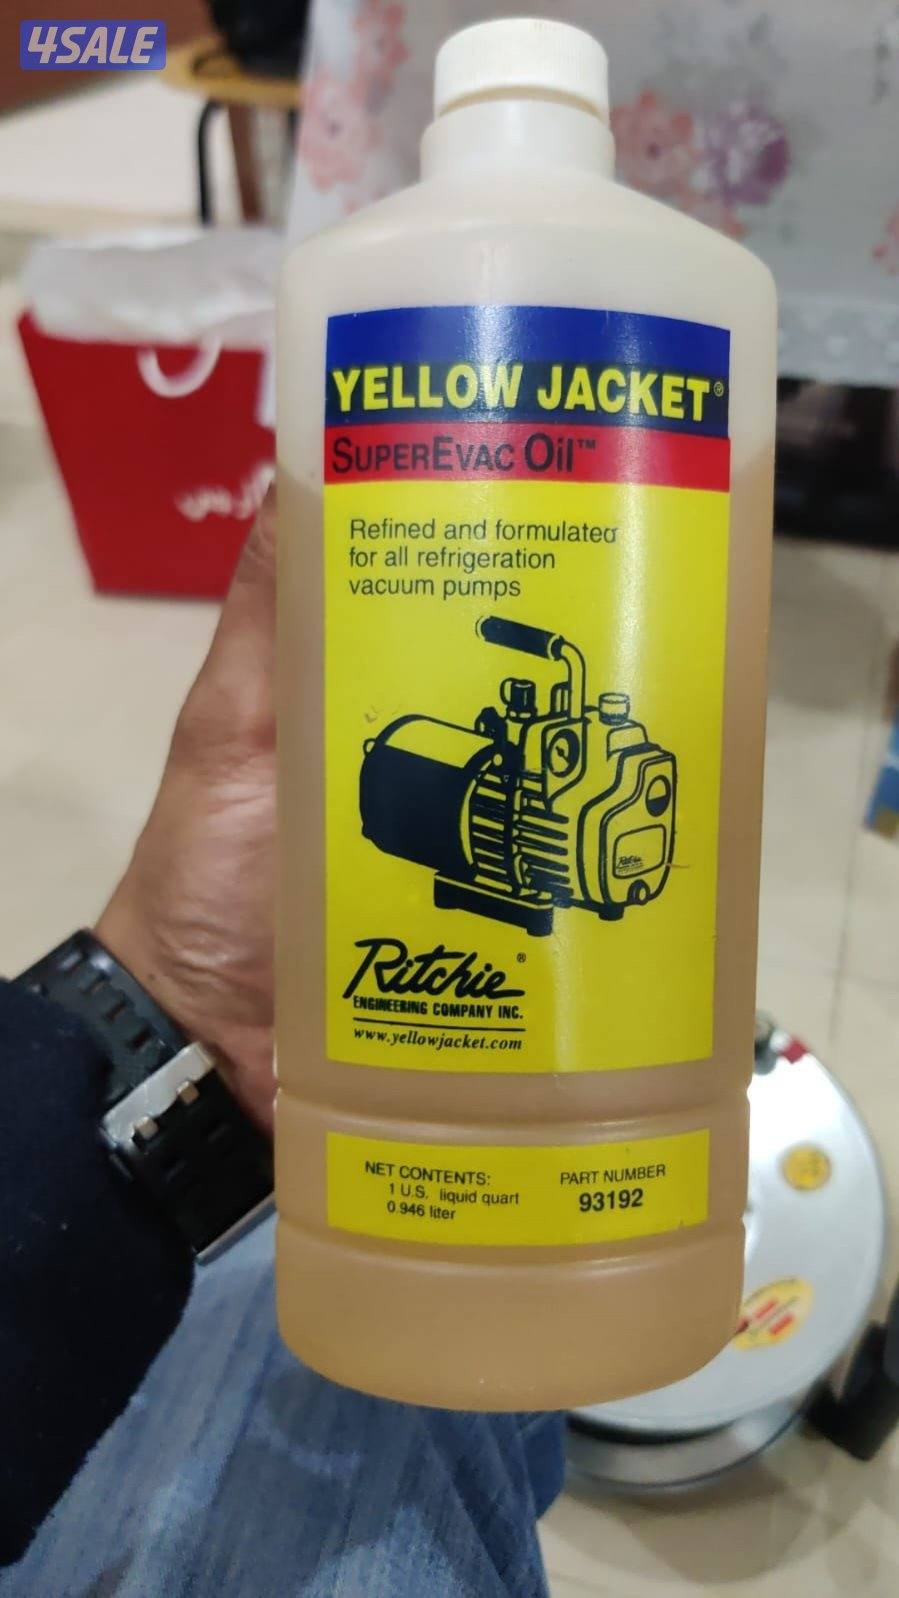 4SALE
YELLOW JACKET®
SUPEREVAC Oil™
Refined and formulated
for all refrigeration
vacuum pumps
Ritchie
Ritchie®
ENGINEERING COMPANY INC.
www.yellowjacket.com
NET CONTENTS:
1 U.S. liquid quart
0.946 liter
PART NUMBER
93192